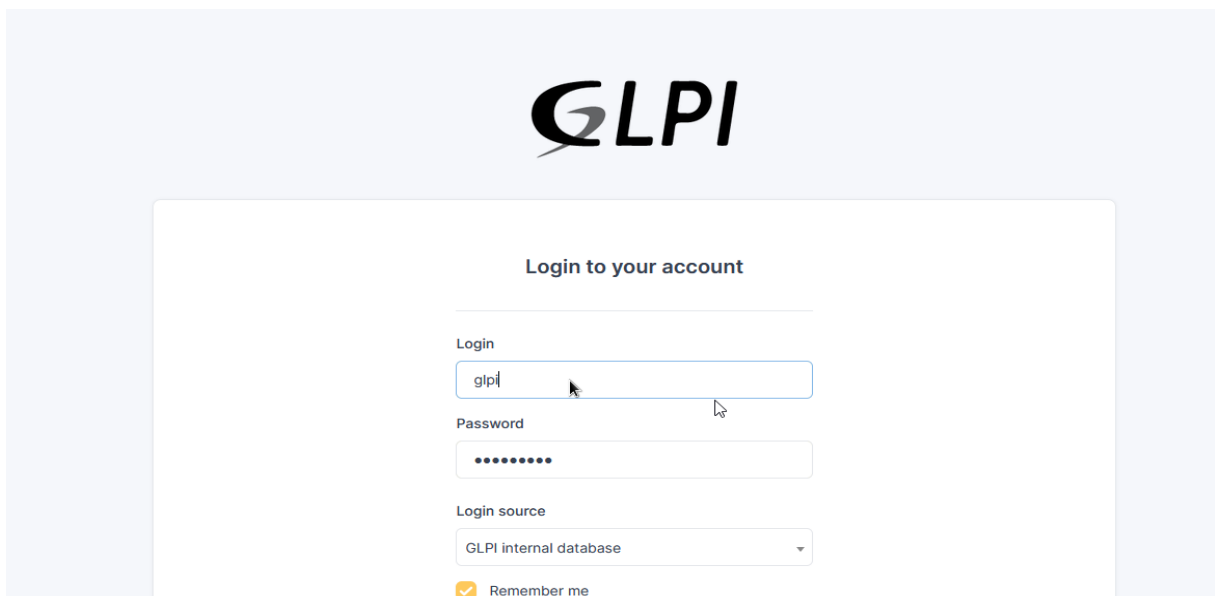 GLPI
Login to your account
Login
glpi
Password
•••••••••
Login source
GLPI internal database
Remember me